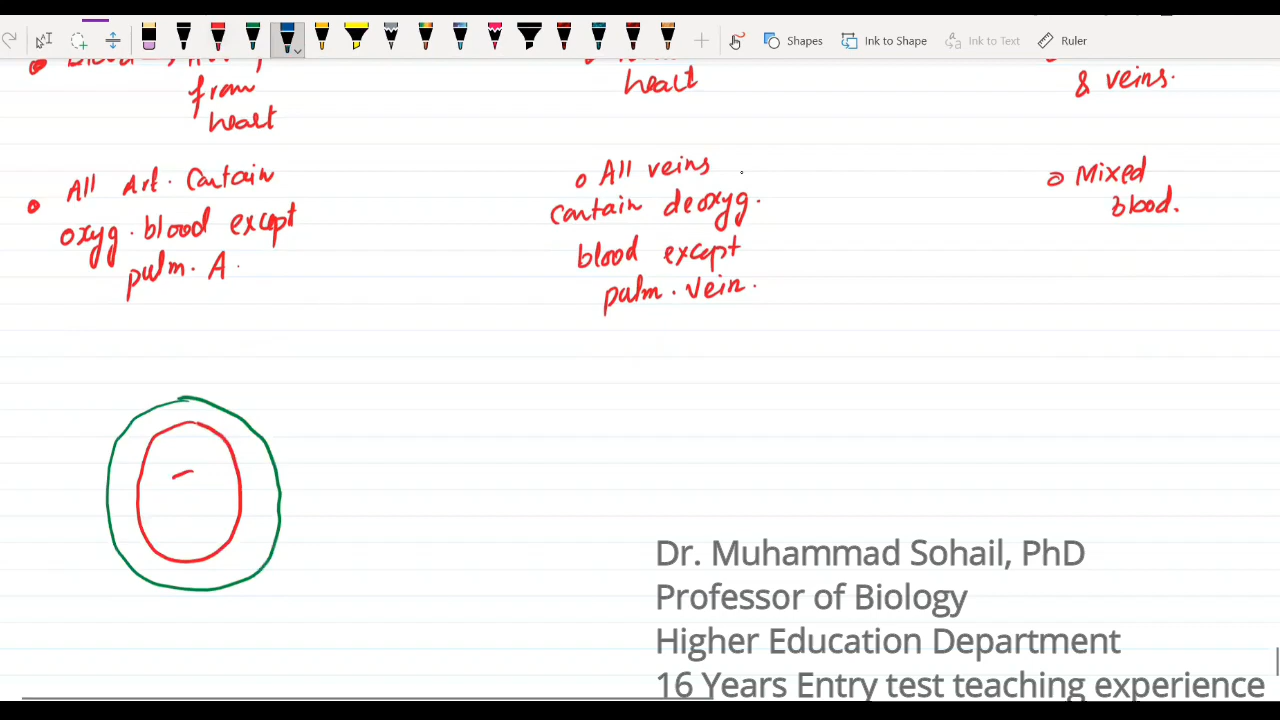 Shapes
Ink to Shape
Ink to Text
Ruler
from
heart
heart
& veins.
All Art. Contain
oxyg. blood except
pulm. A.
All veins
contain deoxyg.
blood except
pulm. vein.
Mixed
blood.
Dr. Muhammad Sohail, PhD
Professor of Biology
Higher Education Department
16 Years Entry test teaching experience